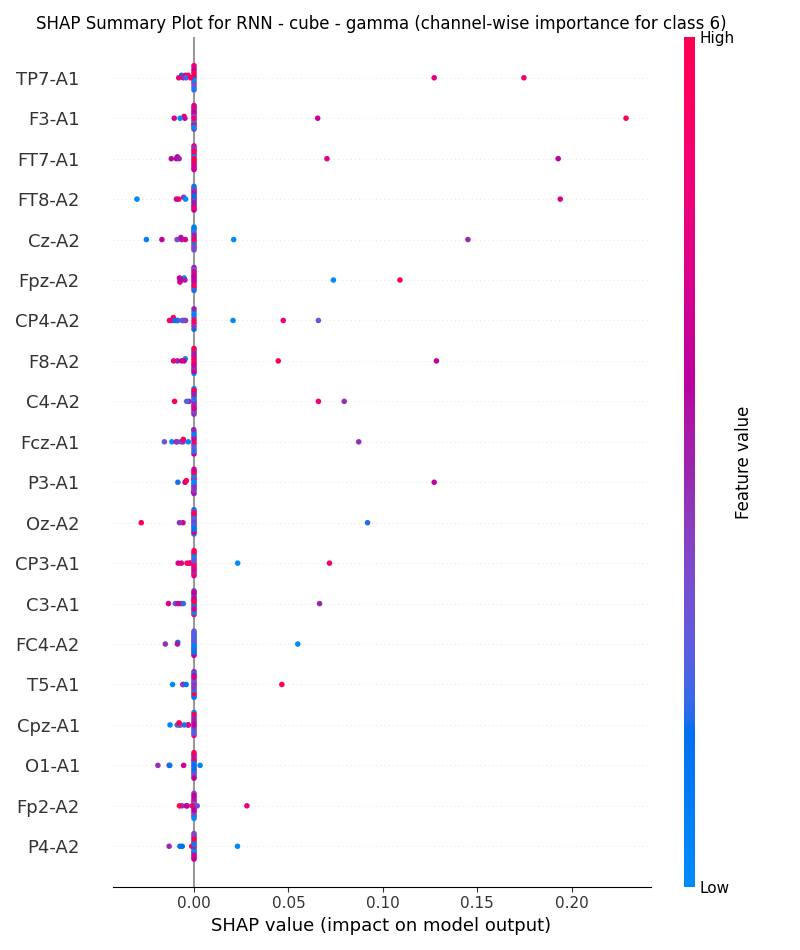 SHAP Summary Plot for RNN - cube - gamma (channel-wise importance for class 6)
High
TP7-A1
F3-A1
FT7-A1
FT8-A2
Cz-A2
Fpz-A2
CP4-A2
F8-A2
C4-A2
Fcz-A1
P3-A1
Oz-A2
CP3-A1
C3-A1
FC4-A2
T5-A1
Cpz-A1
O1-A1
Fp2-A2
P4-A2
Feature value
Low
0.00 0.05 0.10 0.15 0.20
SHAP value (impact on model output)